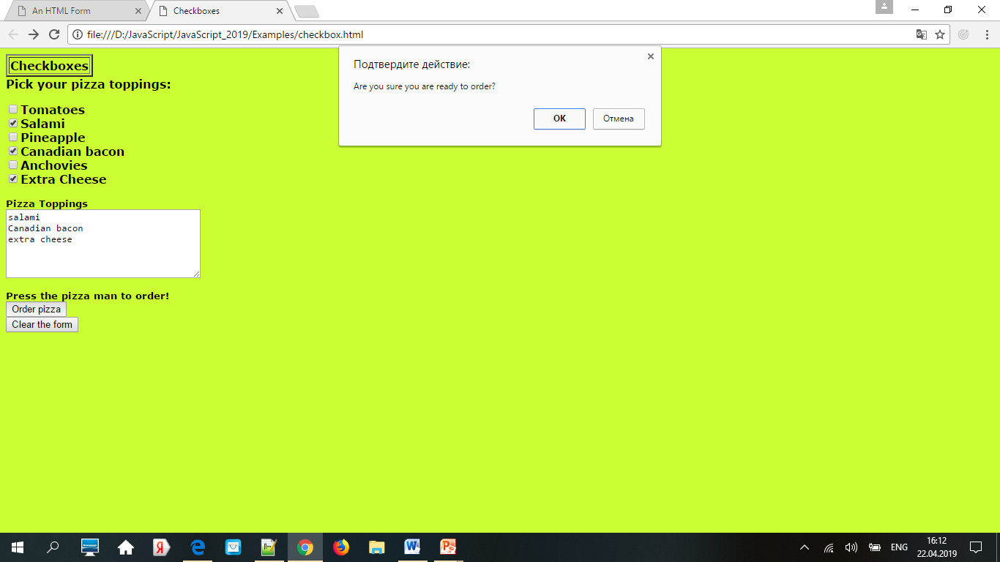 An HTML Form
Checkboxes
file:///D:/JavaScript/JavaScript_2019/Examples/checkbox.html
Подтвердите действие:
Are you sure you are ready to order?
OK
Отмена
Checkboxes
Pick your pizza toppings:
Tomatoes
Salami
Pineapple
Canadian bacon
Anchovies
Extra Cheese
Pizza Toppings
salami
Canadian bacon
extra cheese
Press the pizza man to order!
Order pizza
Clear the form
ENG
16:12
22.04.2019